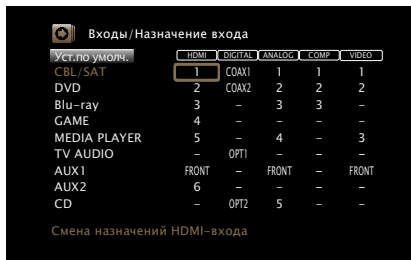 Входы/Назначение входа
Уст.по умолч. HDMI DIGITAL ANALOG COMP VIDEO
CBL/SAT 1 COAX1 1 1 1
DVD 2 COAX2 2 2 2
Blu-ray 3 – 3 3 –
GAME 4 – – – –
MEDIA PLAYER 5 – 4 – 3
TV AUDIO – OPT1 – – –
AUX1 FRONT – FRONT – FRONT
AUX2 6 – – – –
CD – OPT2 5 – –
Смена назначений HDMI-входа